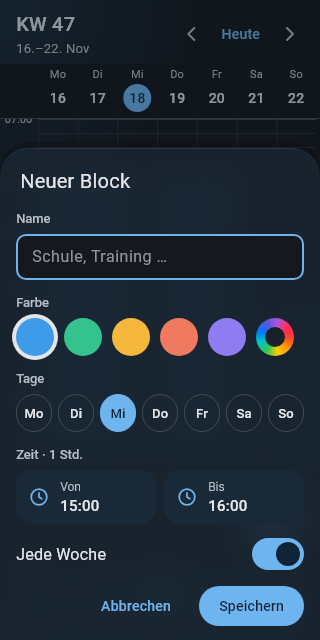 KW 47
16.–22. Nov
Heute
Mo Di Mi Do Fr Sa So
16 17 18 19 20 21 22
07:00
Neuer Block
Name
Schule, Training …
Farbe
Tage
Mo Di Mi Do Fr Sa So
Zeit · 1 Std.
Von
15:00
Bis
16:00
Jede Woche
Abbrechen
Speichern